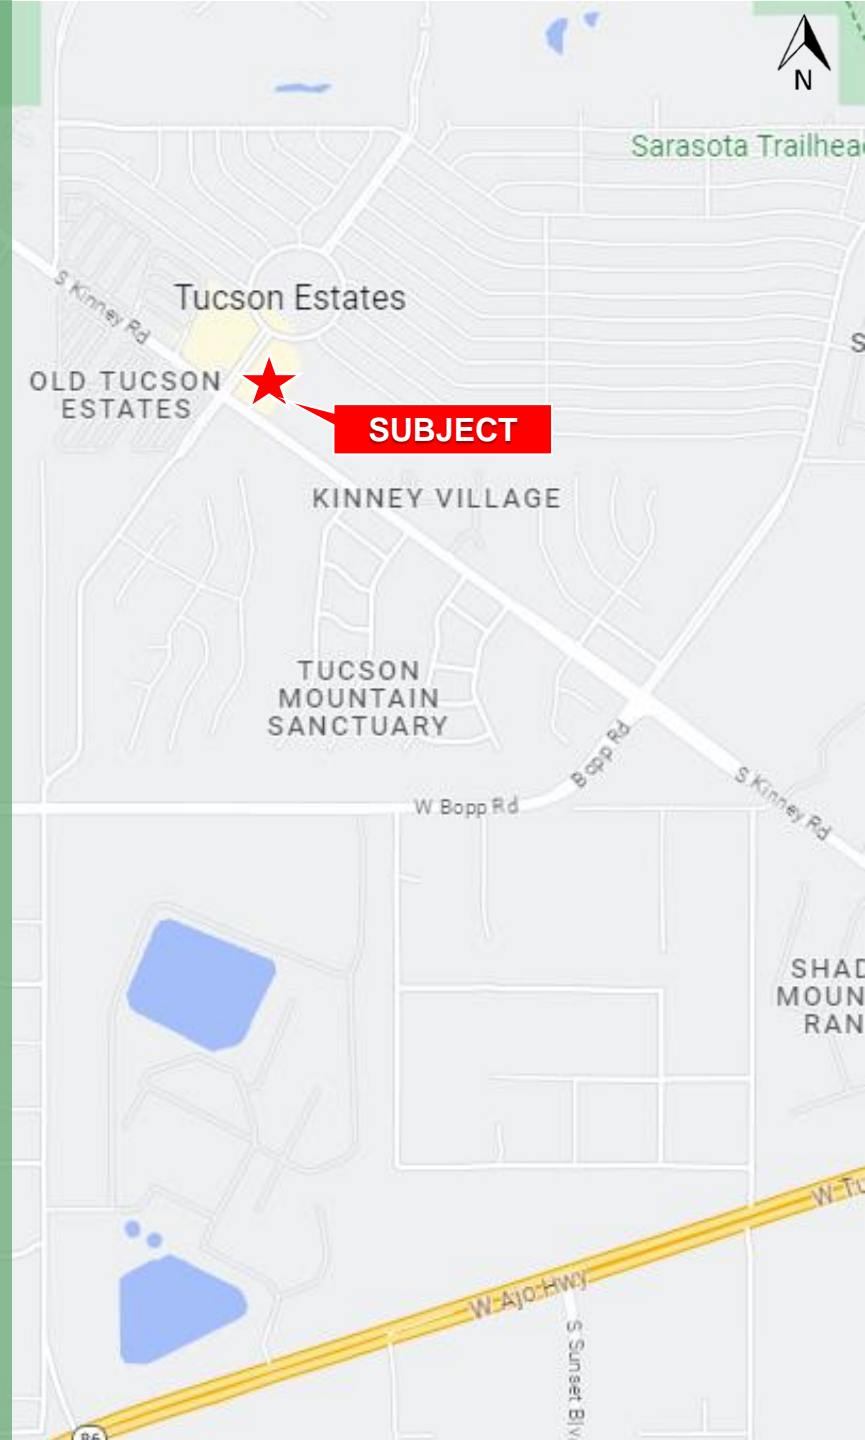 N
Sarasota Trailhea
S Kinney Rd
Tucson Estates
S
OLD TUCSON
ESTATES
SUBJECT
KINNEY VILLAGE
TUCSON
MOUNTAIN
SANCTUARY
Bopp Rd
S Kinney Rd
W Bopp Rd
SHAD
MOUN
RAN
W Tu
W Ajo Hwy
S Sunset Blv
86